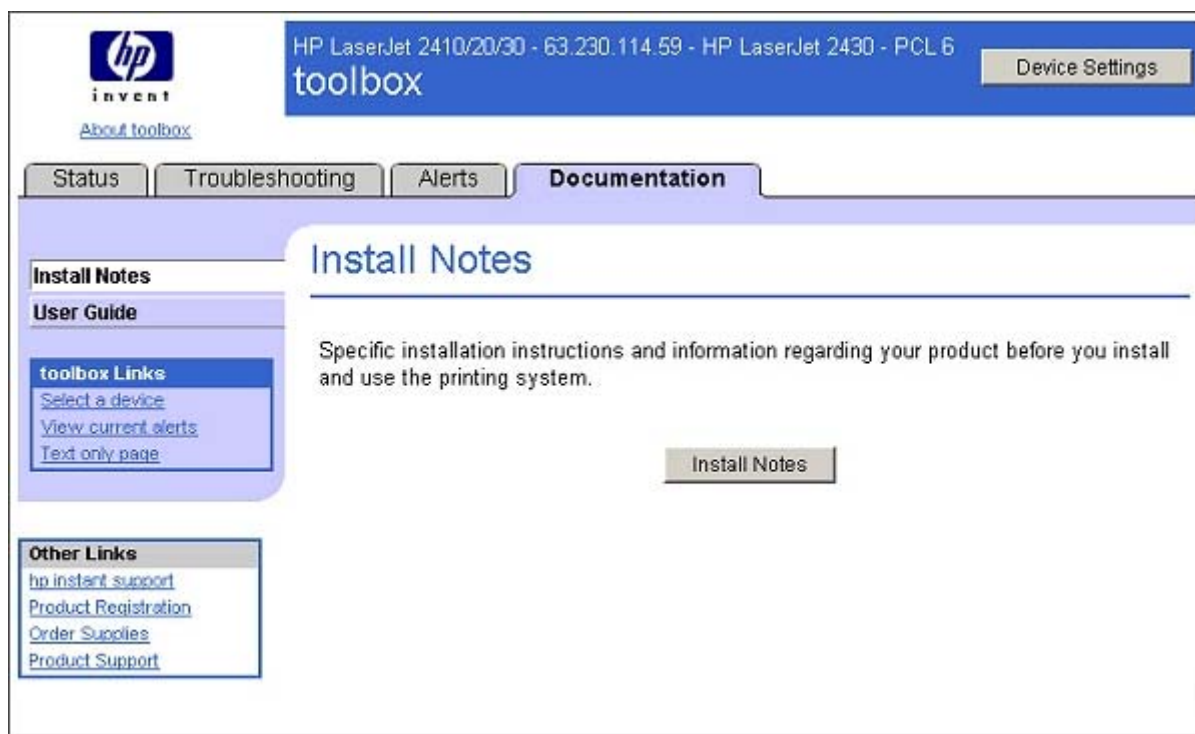 hp
invent
About toolbox
HP LaserJet 2410/20/30 - 63.230.114.59 - HP LaserJet 2430 - PCL 6
toolbox
Device Settings
Status
Troubleshooting
Alerts
Documentation
Install Notes
User Guide
toolbox Links
Select a device
View current alerts
Text only page
Other Links
hp instant support
Product Registration
Order Supplies
Product Support
Install Notes
Specific installation instructions and information regarding your product before you install
and use the printing system.
Install Notes